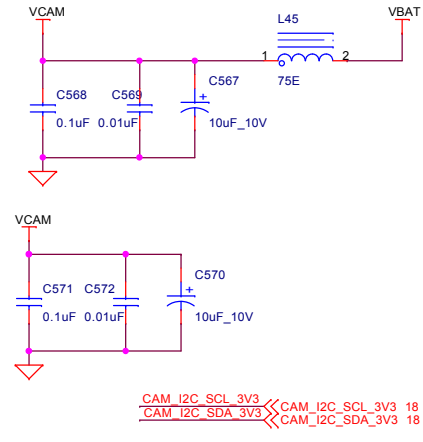 VCAM
VBAT
L45
1
2
75E
C568
C569
C567
+
0.1uF
0.01uF
10uF_10V
VCAM
C571
C572
C570
+
0.1uF
0.01uF
10uF_10V
CAM_I2C_SCL_3V3
CAM_I2C_SCL_3V3 18
CAM_I2C_SDA_3V3
CAM_I2C_SDA_3V3 18